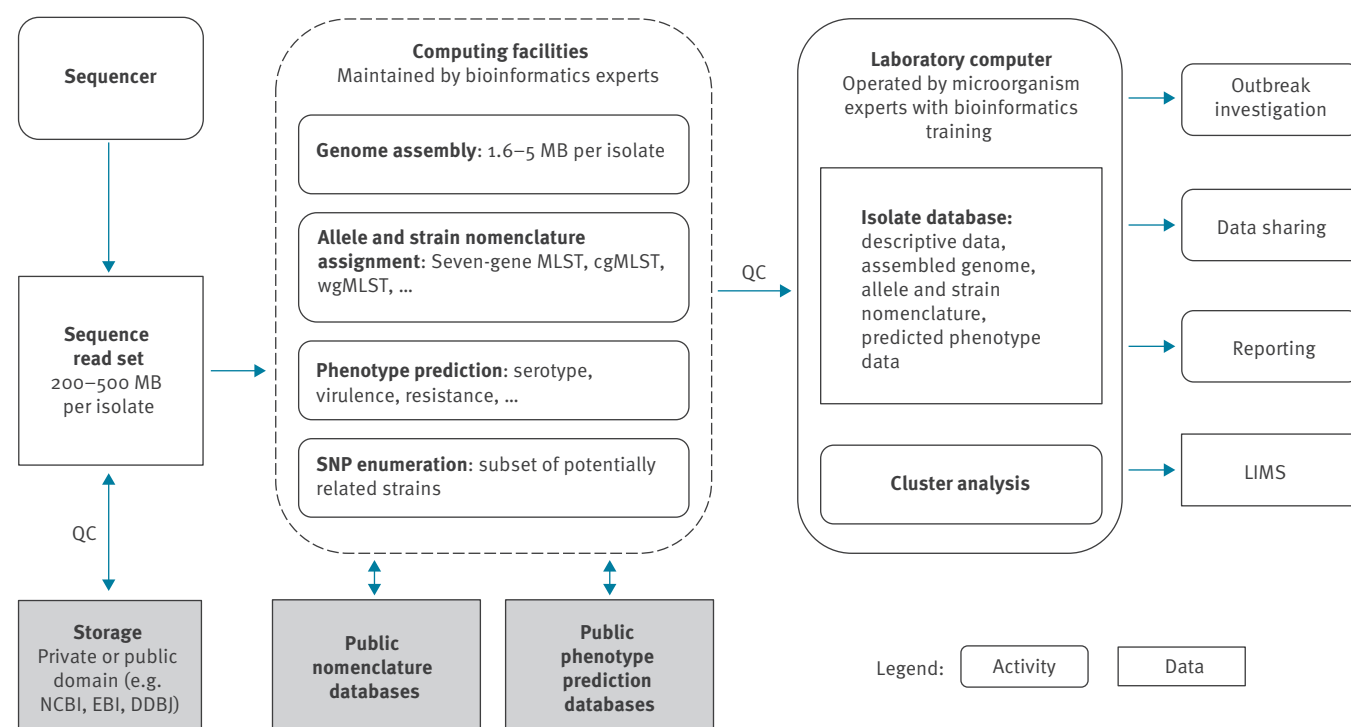 Sequencer
Sequence
read set
200–500 MB
per isolate
QC
Storage
Private or public
domain (e.g.
NCBI, EBI, DDBJ)
Computing facilities
Maintained by bioinformatics experts
Genome assembly: 1.6–5 MB per isolate
Allele and strain nomenclature
assignment: Seven-gene MLST, cgMLST,
wgMLST, ...
Phenotype prediction: serotype,
virulence, resistance, ...
SNP enumeration: subset of potentially
related strains
Public
nomenclature
databases
Public
phenotype
prediction
databases
QC
Laboratory computer
Operated by microorganism
experts with bioinformatics
training
Isolate database:
descriptive data,
assembled genome,
allele and strain
nomenclature,
predicted phenotype
data
Cluster analysis
Outbreak
investigation
Data sharing
Reporting
LIMS
Legend:
Activity
Data